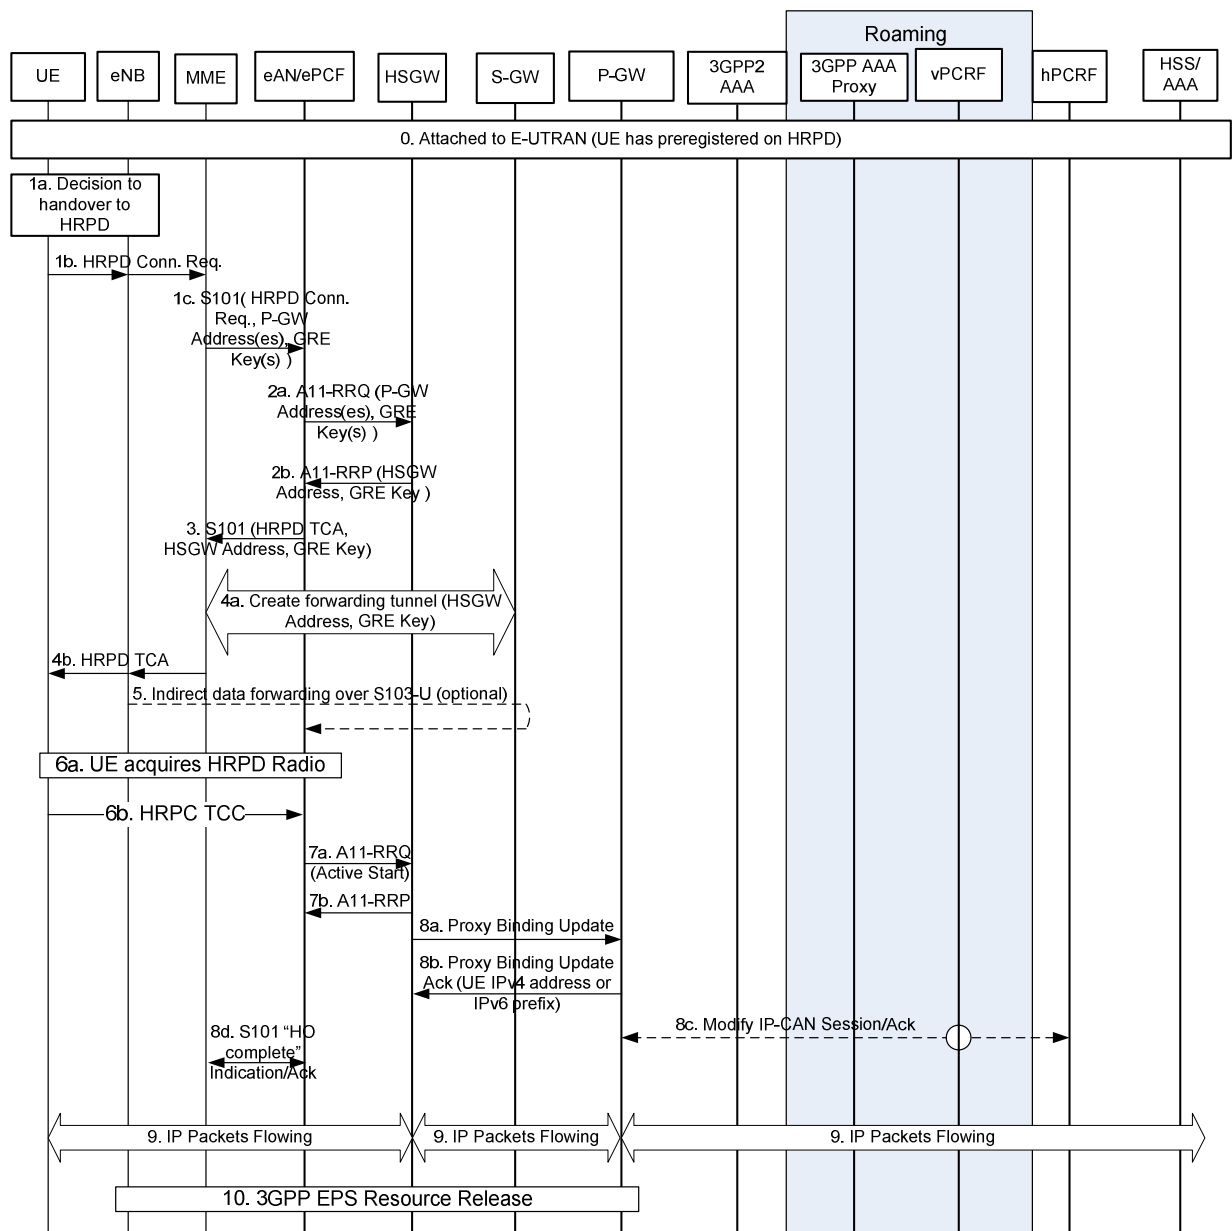 Roaming
UE
eNB
MME
eAN/ePCF
HSGW
S-GW
P-GW
3GPP2
AAA
3GPP AAA
Proxy
vPCRF
hPCRF
HSS/
AAA
0. Attached to E-UTRAN (UE has preregistered on HRPD)
1a. Decision to
handover to
HRPD
1b. HRPD Conn. Req.
1c. S101( HRPD Conn.
Req., P-GW
Address(es), GRE
Key(s) )
2a. A11-RRQ (P-GW
Address(es), GRE
Key(s) )
2b. A11-RRP (HSGW
Address, GRE Key )
3. S101 (HRPD TCA,
HSGW Address, GRE Key)
4a. Create forwarding tunnel (HSGW
Address, GRE Key)
4b. HRPD TCA
5. Indirect data forwarding over S103-U (optional)
6a. UE acquires HRPD Radio
6b. HRPC TCC
7a. A11-RRQ
(Active Start)
7b. A11-RRP
8a. Proxy Binding Update
8b. Proxy Binding Update
Ack (UE IPv4 address or
IPv6 prefix)
8c. Modify IP-CAN Session/Ack
8d. S101 “HO
complete”
Indication/Ack
9. IP Packets Flowing
9. IP Packets Flowing
9. IP Packets Flowing
10. 3GPP EPS Resource Release